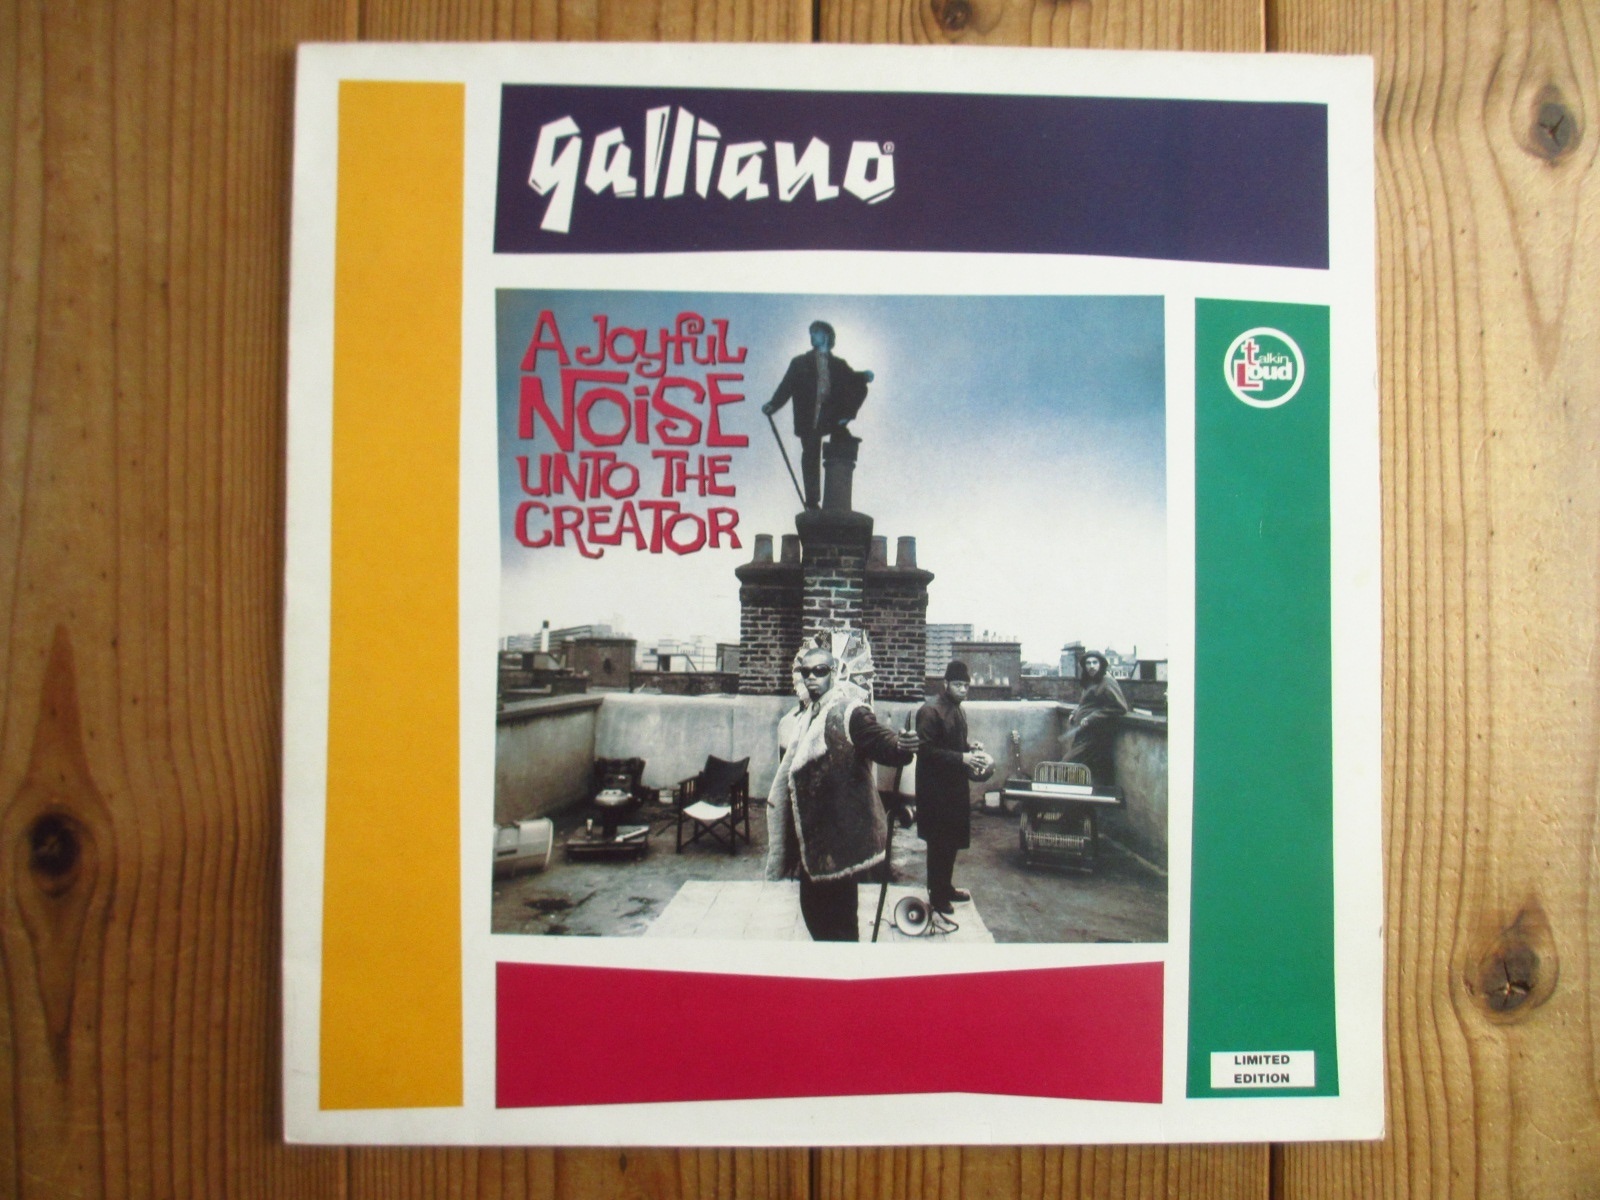 galliano®
A Joyful
NOiSE
UNTO THE
CREATOR
talkin
Loud
LIMITED
EDITION